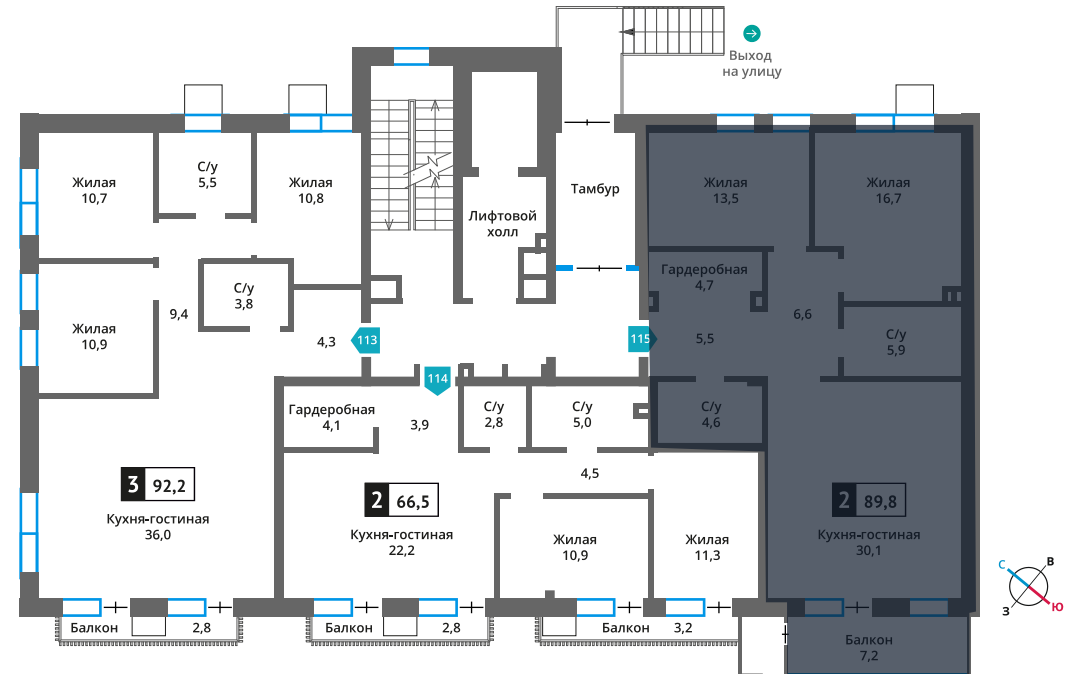 Выход
на улицу
Жилая
10,7
С/у
5,5
Жилая
10,8
Лифтовой
холл
Тамбур
Жилая
13,5
Жилая
16,7
Гардеробная
4,7
Жилая
10,9
9,4
С/у
3,8
4,3
113
114
115
5,5
6,6
С/у
5,9
Гардеробная
4,1
3,9
С/у
2,8
С/у
5,0
С/у
4,6
4,5
3 92,2
Кухня-гостиная
36,0
2 66,5
Кухня-гостиная
22,2
Жилая
10,9
Жилая
11,3
2 89,8
Кухня-гостиная
30,1
С
В
З
Ю
Балкон 2,8
Балкон 2,8
Балкон 3,2
Балкон
7,2